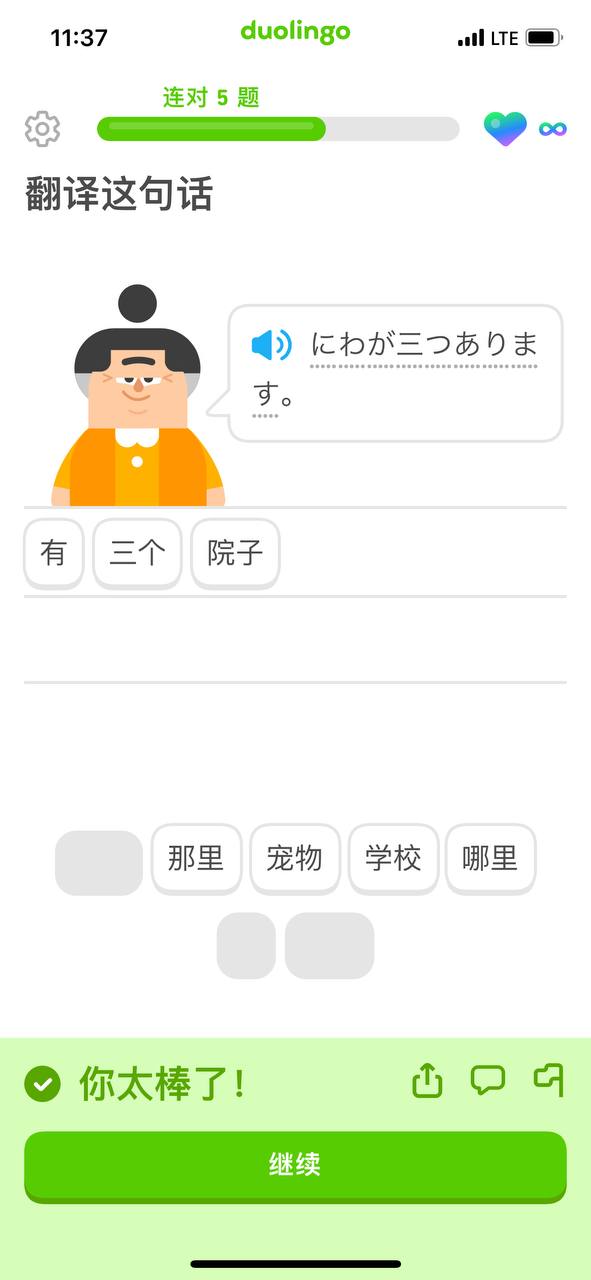 11:37
duolingo
LTE
连对 5 题
翻译这句话
にわが三つありま
す。
有 三个 院子
那里 宠物 学校 哪里
你太棒了！
继续